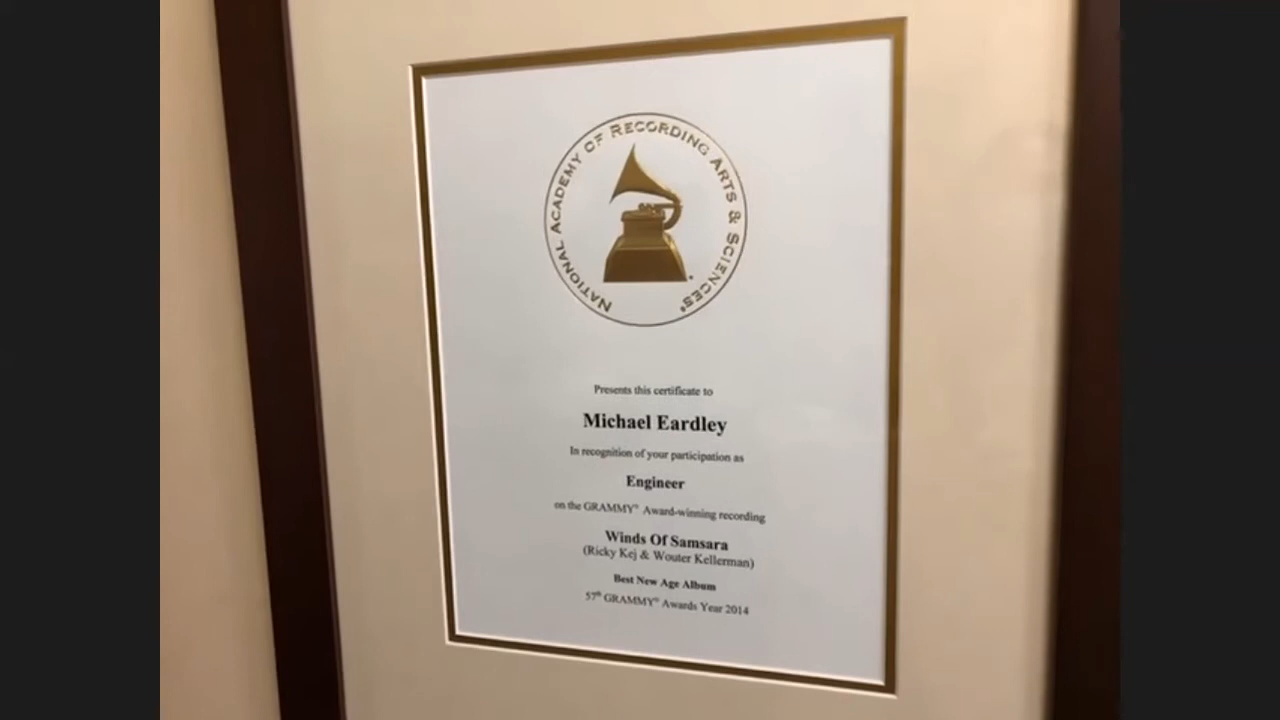 NATIONAL ACADEMY OF RECORDING ARTS & SCIENCES®
Presents this certificate to
Michael Eardley
In recognition of your participation as
Engineer
on the GRAMMY® Award-winning recording
Winds Of Samsara
(Ricky Kej & Wouter Kellerman)
Best New Age Album
57th GRAMMY® Awards Year 2014